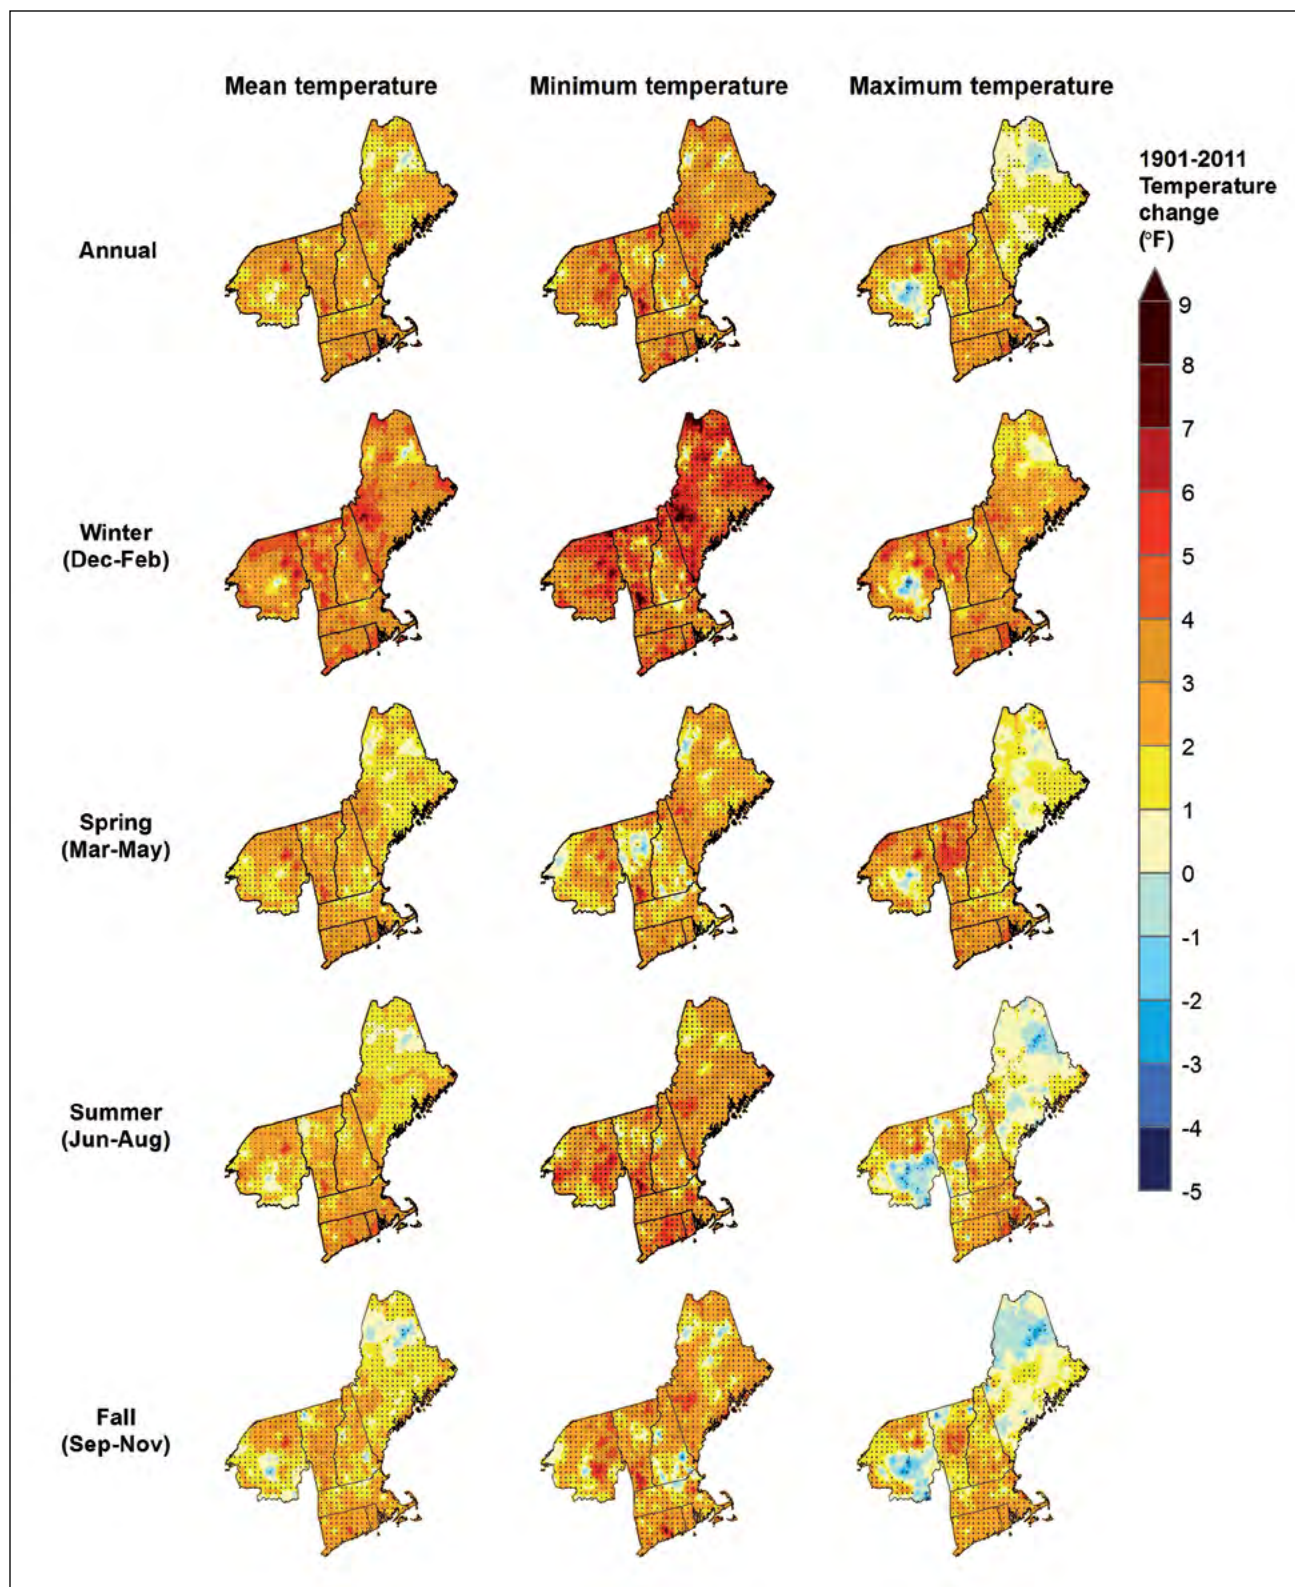 Mean temperature
Minimum temperature
Maximum temperature
1901-2011
Temperature
change
(°F)
Annual
9
8
7
6
5
4
3
2
1
0
-1
-2
-3
-4
-5
Winter
(Dec-Feb)
Spring
(Mar-May)
Summer
(Jun-Aug)
Fall
(Sep-Nov)